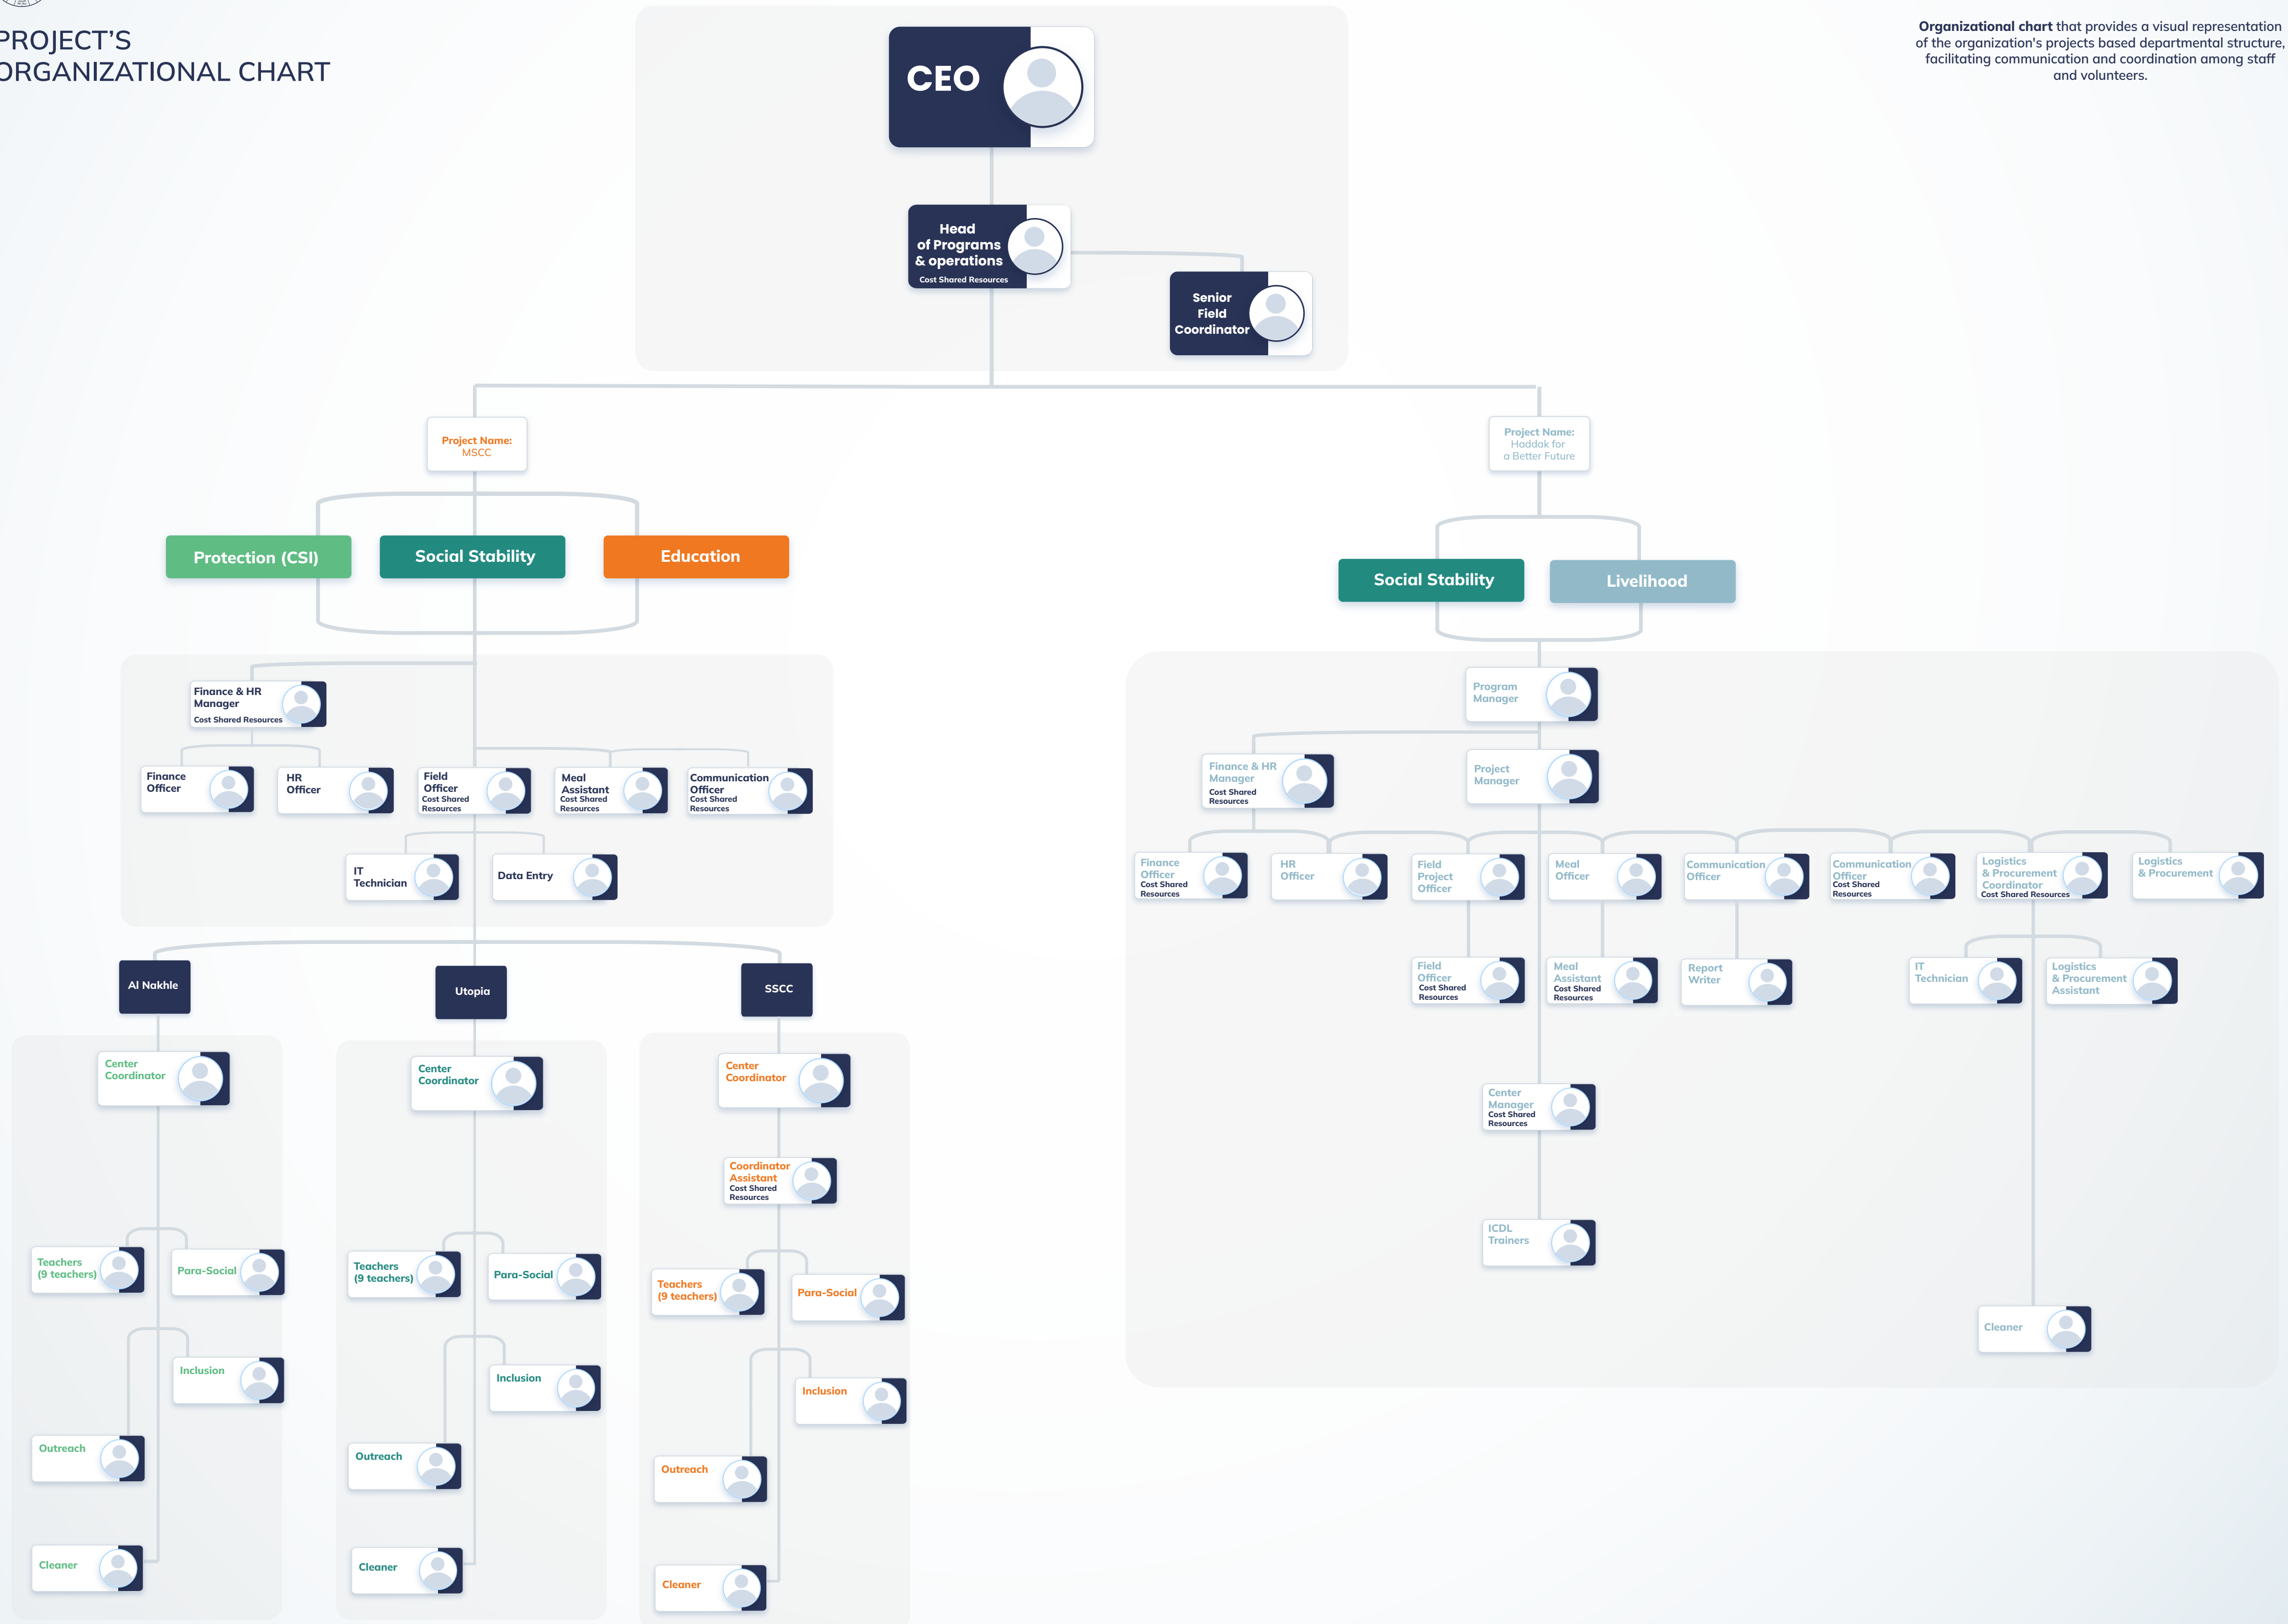 PROJECT'S
ORGANIZATIONAL CHART
Organizational chart that provides a visual representation
of the organization's projects based departmental structure,
facilitating communication and coordination among staff
and volunteers.
CEO
Head
of Programs
& operations
Cost Shared Resources
Senior
Field
Coordinator
Project Name:
MSCC
Project Name:
Haddak for
a Better Future
Protection (CSI)
Social Stability
Education
Social Stability
Livelihood
Finance & HR
Manager
Cost Shared Resources
Finance
Officer
HR
Officer
Field
Officer
Cost Shared
Resources
Meal
Assistant
Cost Shared
Resources
Communication
Officer
Cost Shared
Resources
IT
Technician
Data Entry
Program
Manager
Finance & HR
Manager
Cost Shared
Resources
Project
Manager
Finance
Officer
Cost Shared
Resources
HR
Officer
Field
Project
Officer
Meal
Officer
Communication
Officer
Communication
Officer
Cost Shared
Resources
Logistics
& Procurement
Coordinator
Cost Shared Resources
Logistics
& Procurement
Field
Officer
Cost Shared
Resources
Meal
Assistant
Cost Shared
Resources
Report
Writer
IT
Technician
Logistics
& Procurement
Assistant
Center
Manager
Cost Shared
Resources
ICDL
Trainers
Cleaner
Al Nakhle
Utopia
SSCC
Center
Coordinator
Teachers
(9 teachers)
Para-Social
Inclusion
Outreach
Cleaner
Center
Coordinator
Teachers
(9 teachers)
Para-Social
Inclusion
Outreach
Cleaner
Center
Coordinator
Coordinator
Assistant
Cost Shared
Resources
Teachers
(9 teachers)
Para-Social
Inclusion
Outreach
Cleaner